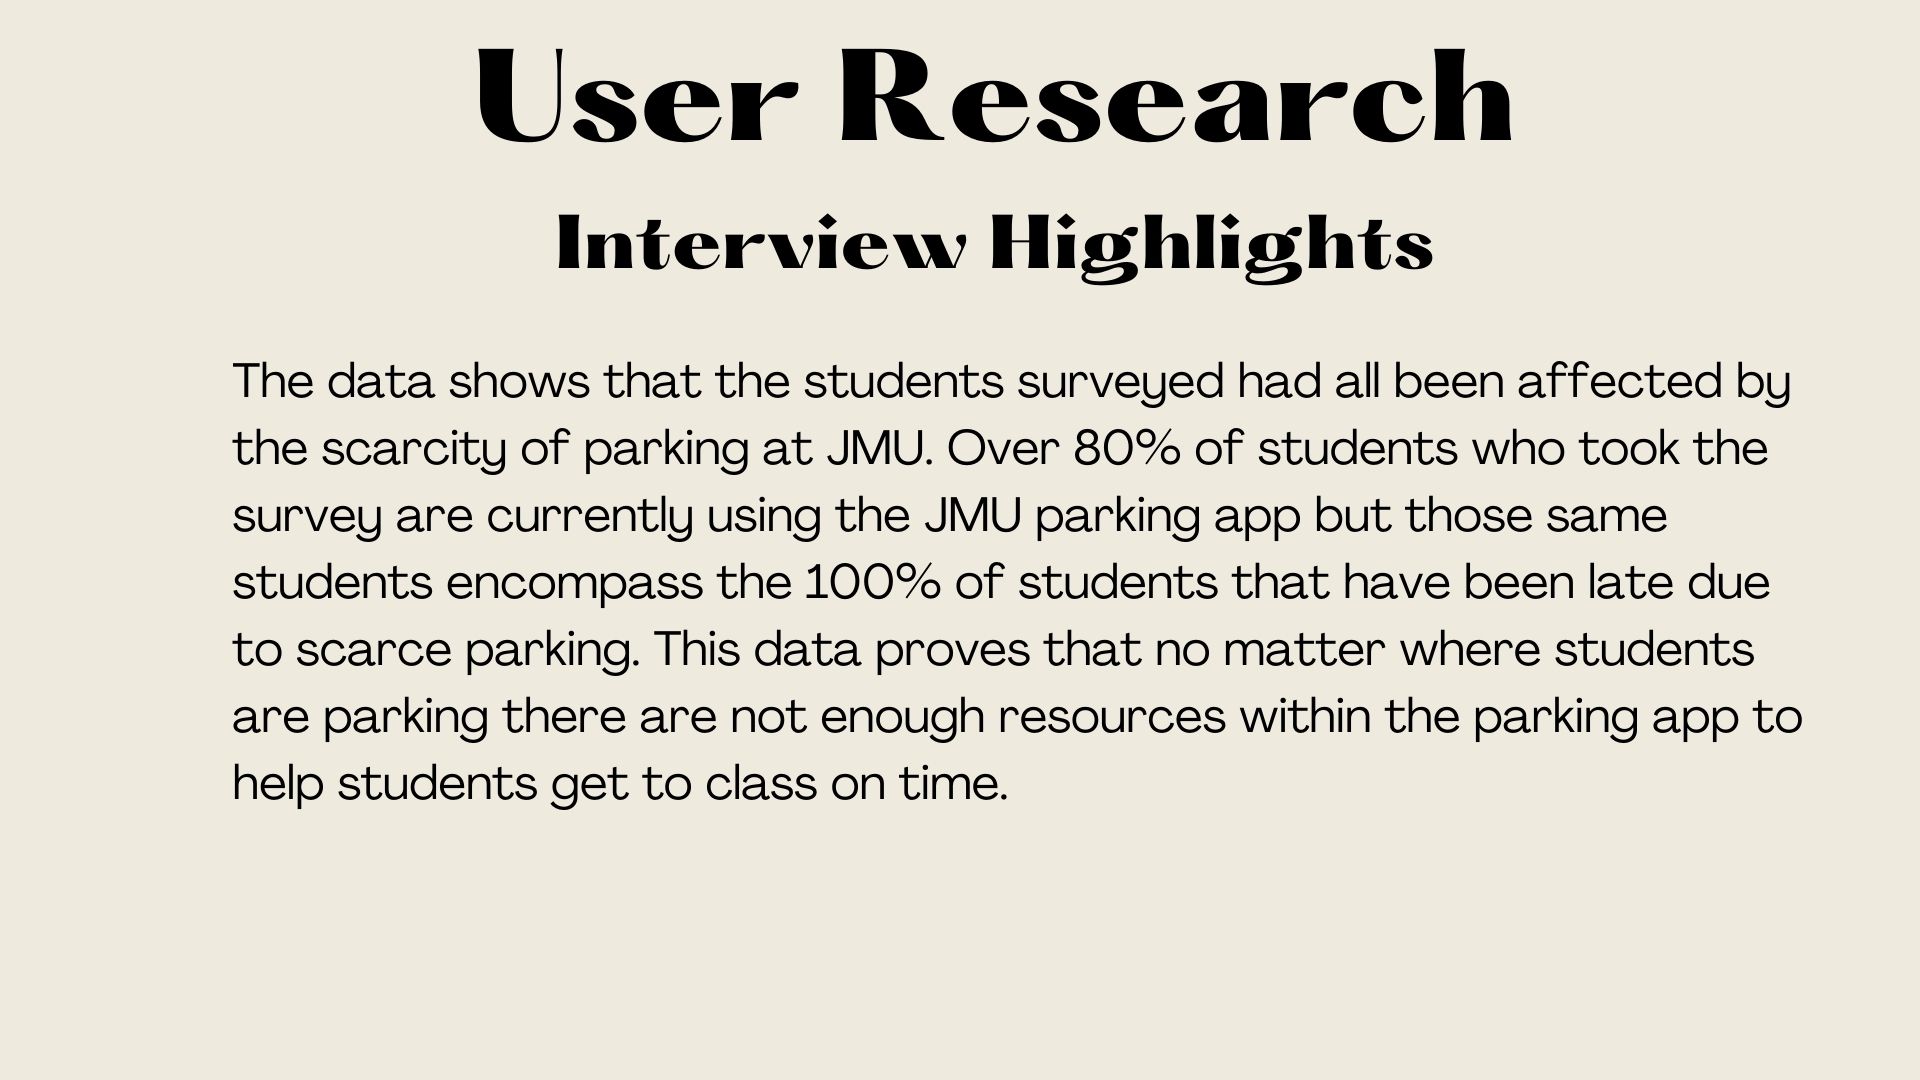 User Research
Interview Highlights
The data shows that the students surveyed had all been affected by
the scarcity of parking at JMU. Over 80% of students who took the
survey are currently using the JMU parking app but those same
students encompass the 100% of students that have been late due
to scarce parking. This data proves that no matter where students
are parking there are not enough resources within the parking app to
help students get to class on time.